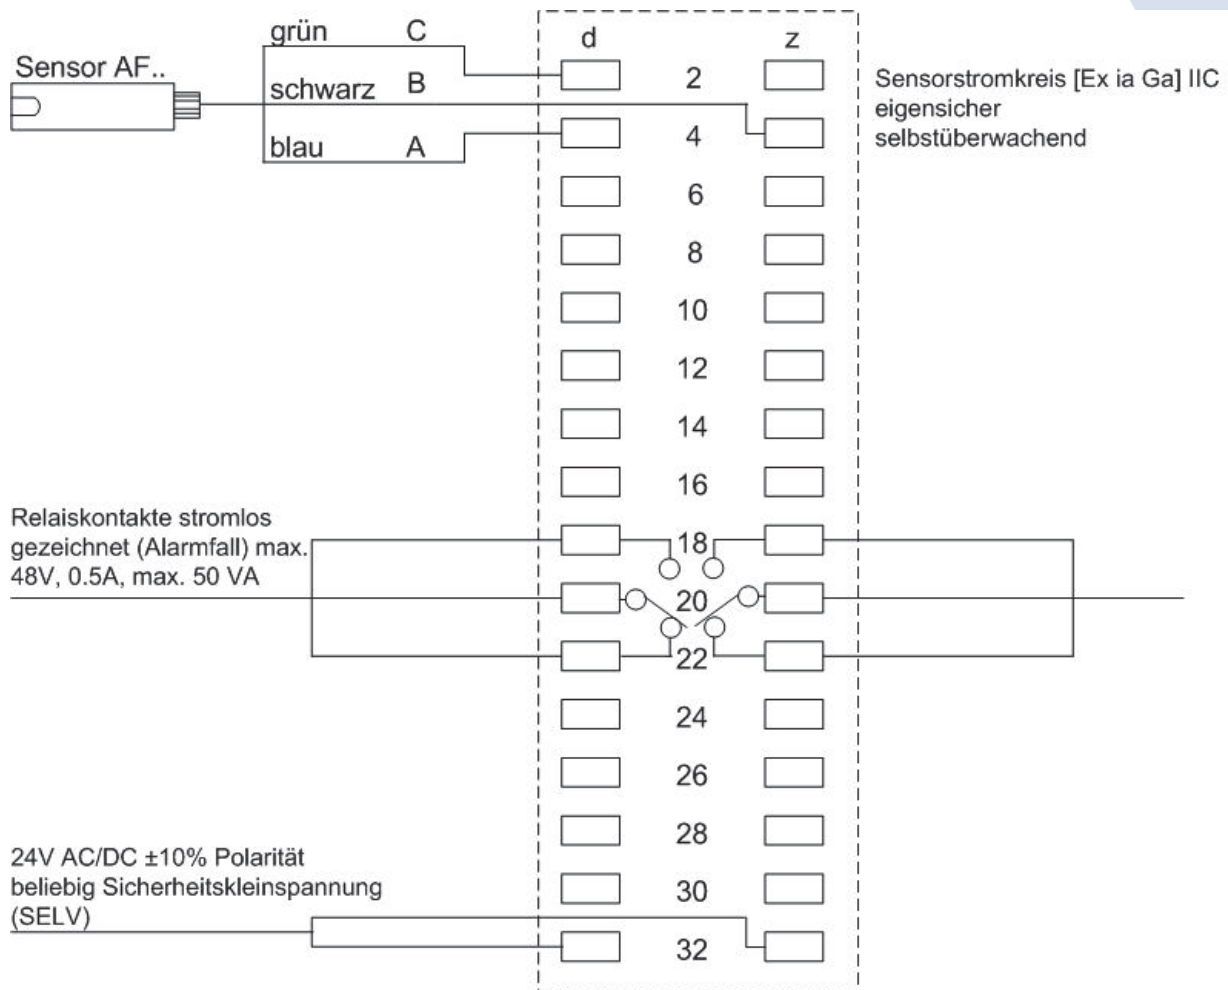 grün C
d z
Sensor AF..
2
schwarz B
Sensorstromkreis [Ex ia Ga] IIC
eigensicher
selbstüberwachend
4
blau A
6
8
10
12
14
16
Relaiskontakte stromlos
gezeichnet (Alarmfall) max.
48V, 0.5A, max. 50 VA
18
20
22
24
26
28
24V AC/DC ±10% Polarität
beliebig Sicherheitskleinspannung
(SELV)
30
32